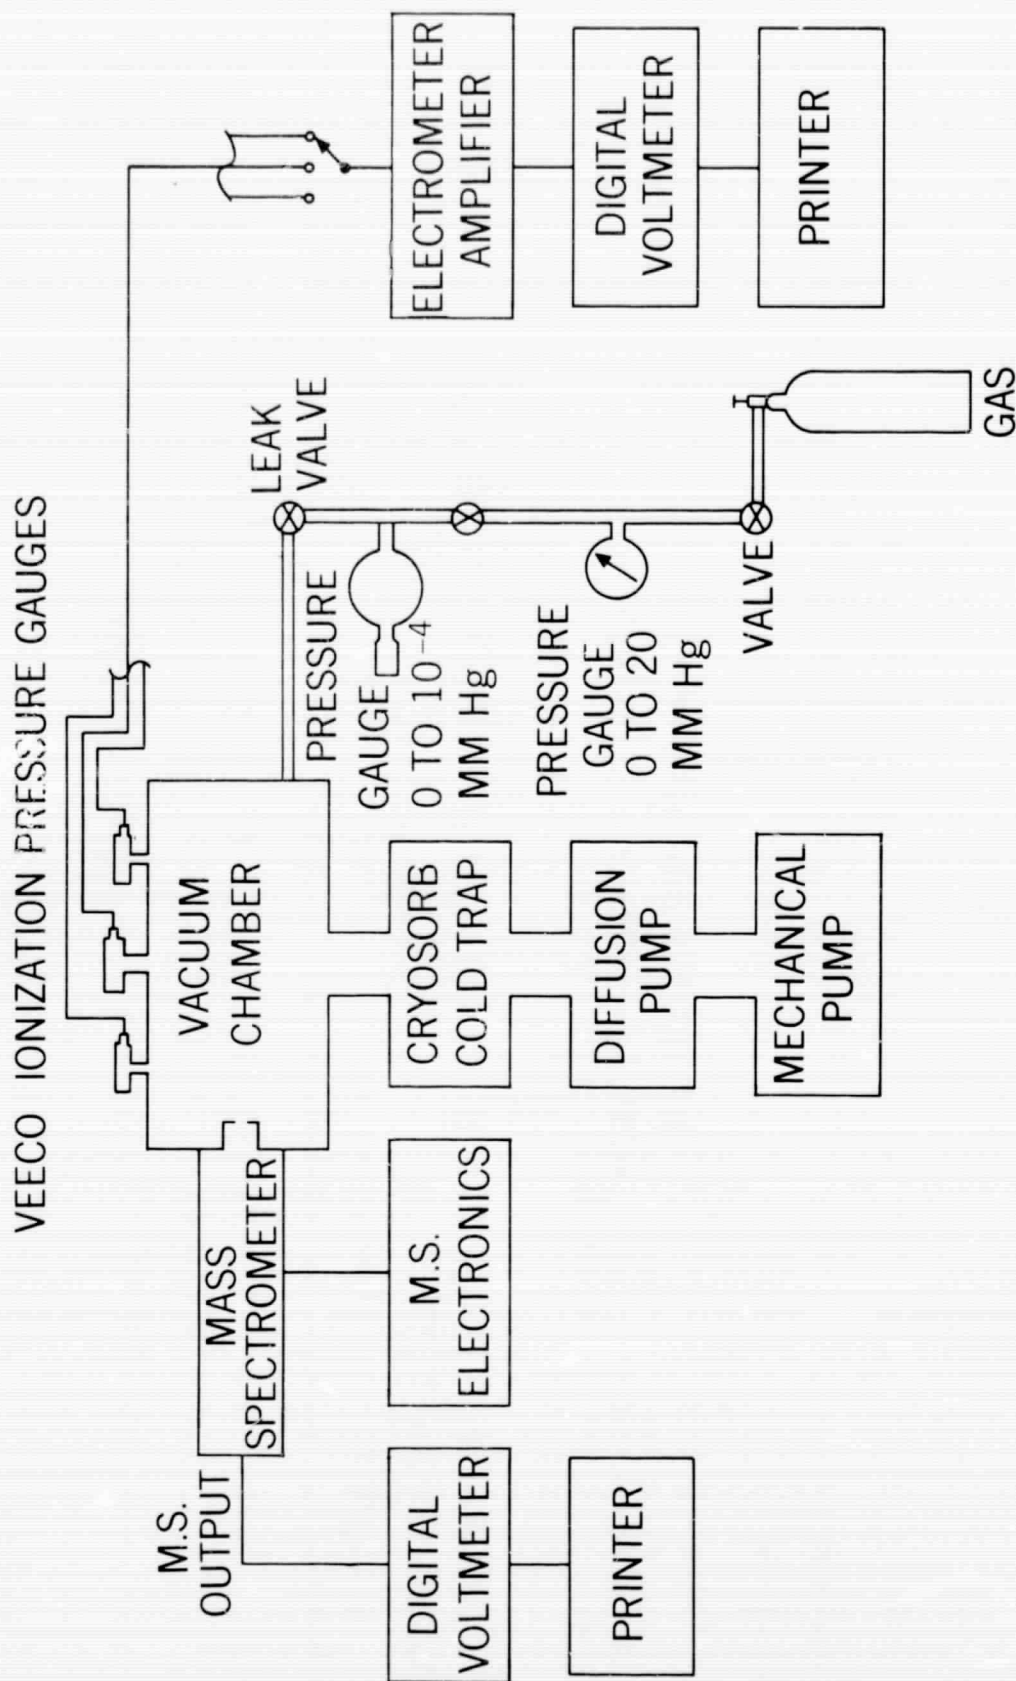 VEECO IONIZATION PRESSURE GAUGES
M.S.
OUTPUT
MASS
SPECTROMETER
VACUUM
CHAMBER
LEAK
VALVE
PRESSURE
GAUGE
0 TO 10⁻⁴
MM Hg
DIGITAL
VOLTMETER
M.S.
ELECTRONICS
CRYOSORB
COLD TRAP
ELECTROMETER
AMPLIFIER
PRINTER
DIFFUSION
PUMP
PRESSURE
GAUGE
0 TO 20
MM Hg
DIGITAL
VOLTMETER
MECHANICAL
PUMP
VALVE
PRINTER
GAS